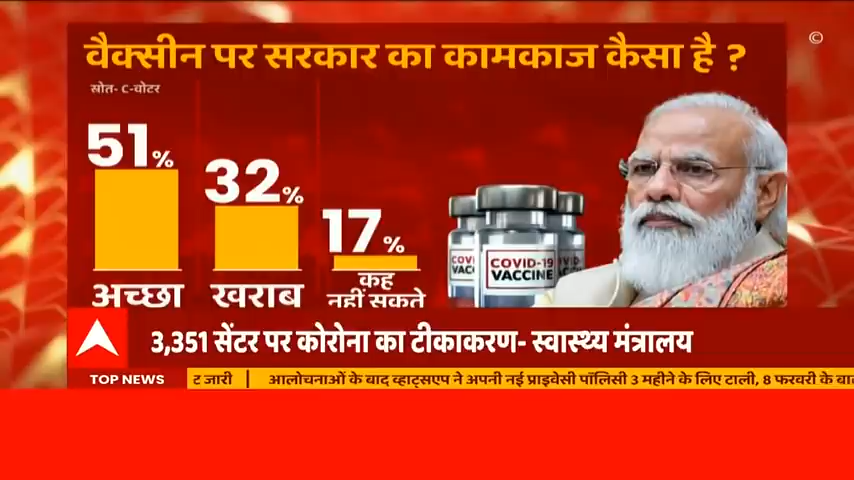 वैक्सीन पर सरकार का कामकाज कैसा है ?
©
स्रोत- C-वोटर
51%
32%
17%
अच्छा
खराब
कह
नहीं सकते
COVID-19
VACCINE
3,351 सेंटर पर कोरोना का टीकाकरण- स्वास्थ्य मंत्रालय
TOP NEWS
ट जारी | आलोचनाओं के बाद व्हाट्सएप ने अपनी नई प्राइवेसी पॉलिसी 3 महीने के लिए टाली, 8 फरवरी के